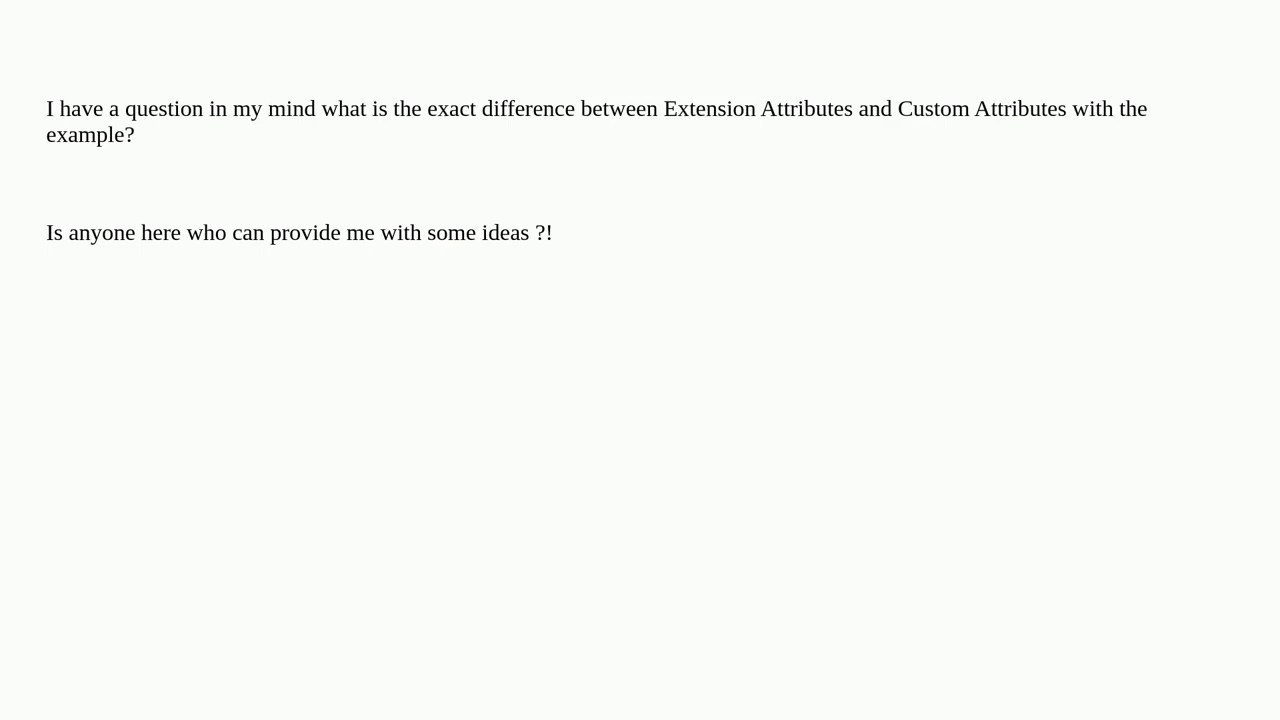 I have a question in my mind what is the exact difference between Extension Attributes and Custom Attributes with the
example?
Is anyone here who can provide me with some ideas ?!